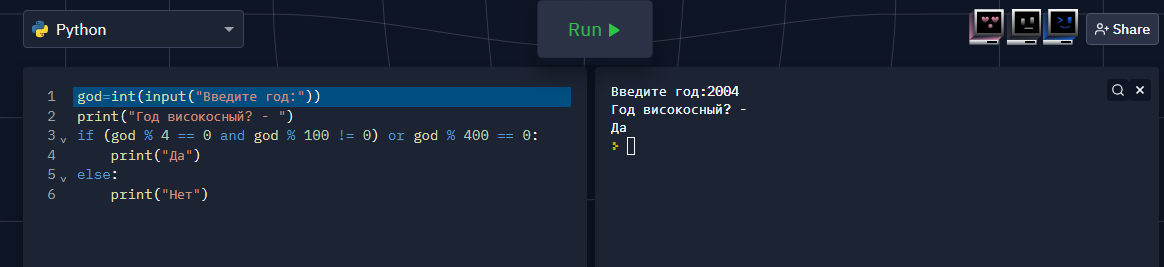 Python
Run
Share
1 god=int(input("Введите год:"))
2 print("Год високосный? - ")
3 if (god % 4 == 0 and god % 100 != 0) or god % 400 == 0:
4     print("Да")
5 else:
6     print("Нет")
Введите год:2004
Год високосный? -
Да